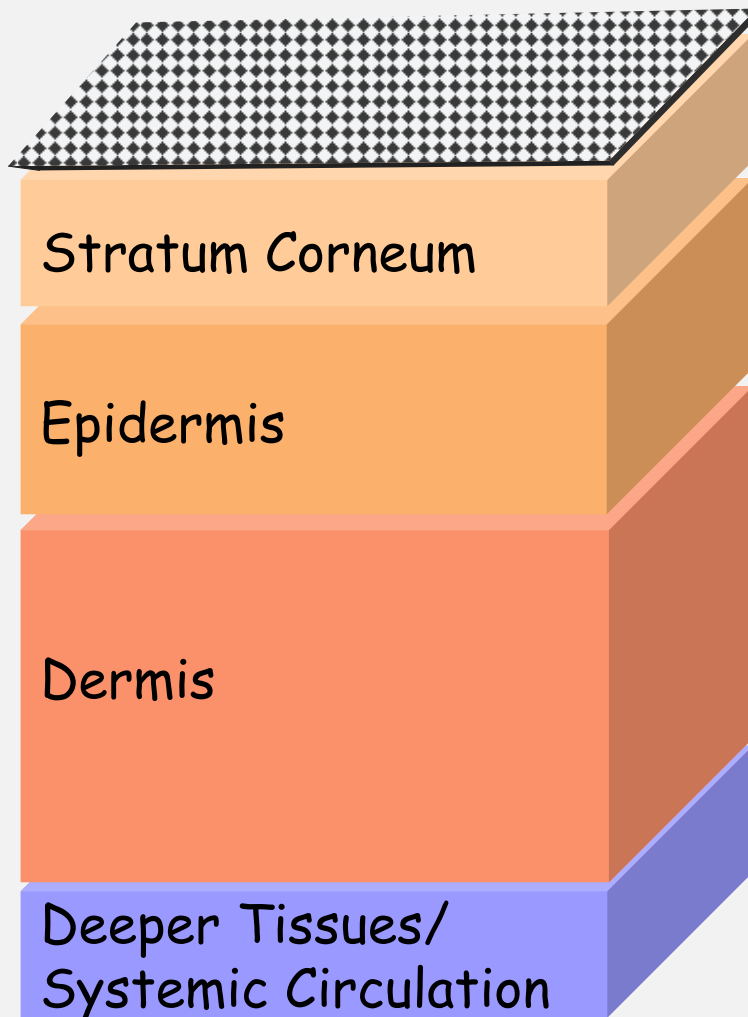 Stratum Corneum
Epidermis
Dermis
Deeper Tissues/
Systemic Circulation